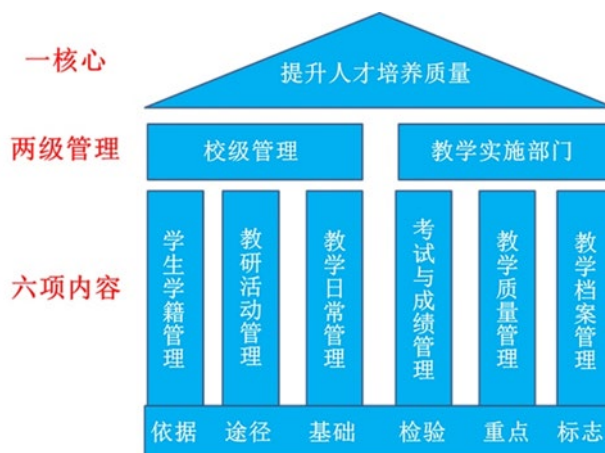 一核心
提升人才培养质量
两级管理
校级管理
教学实施部门
六项内容
学生学籍管理
教研活动管理
教学日常管理
考试与成绩管理
教学质量管理
教学档案管理
依据
途径
基础
检验
重点
标志